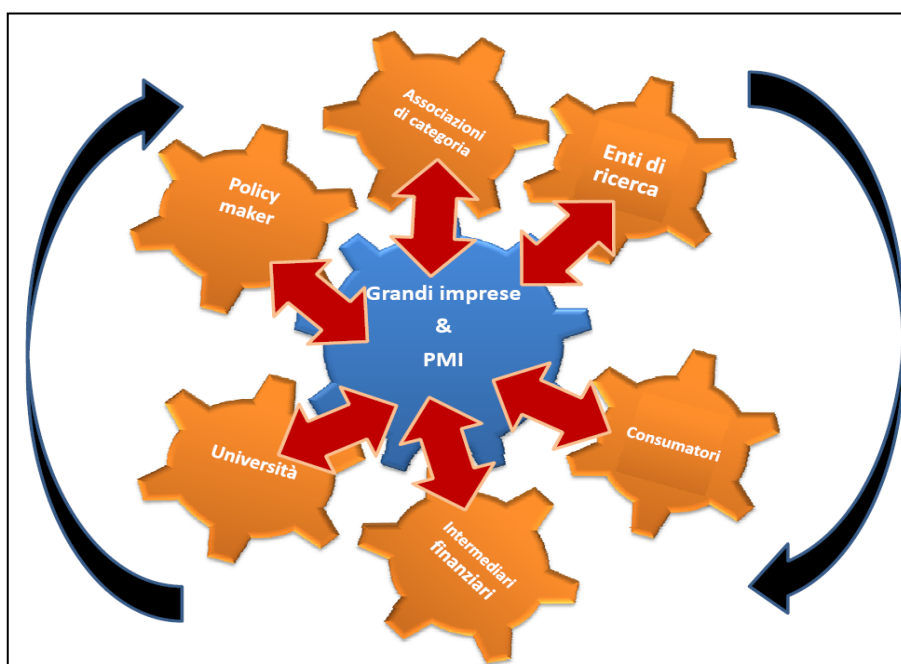 Associazioni
di categoria
Enti di
ricerca
Policy
maker
Grandi imprese
&
PMI
Consumatori
Università
Intermediari
finanziari